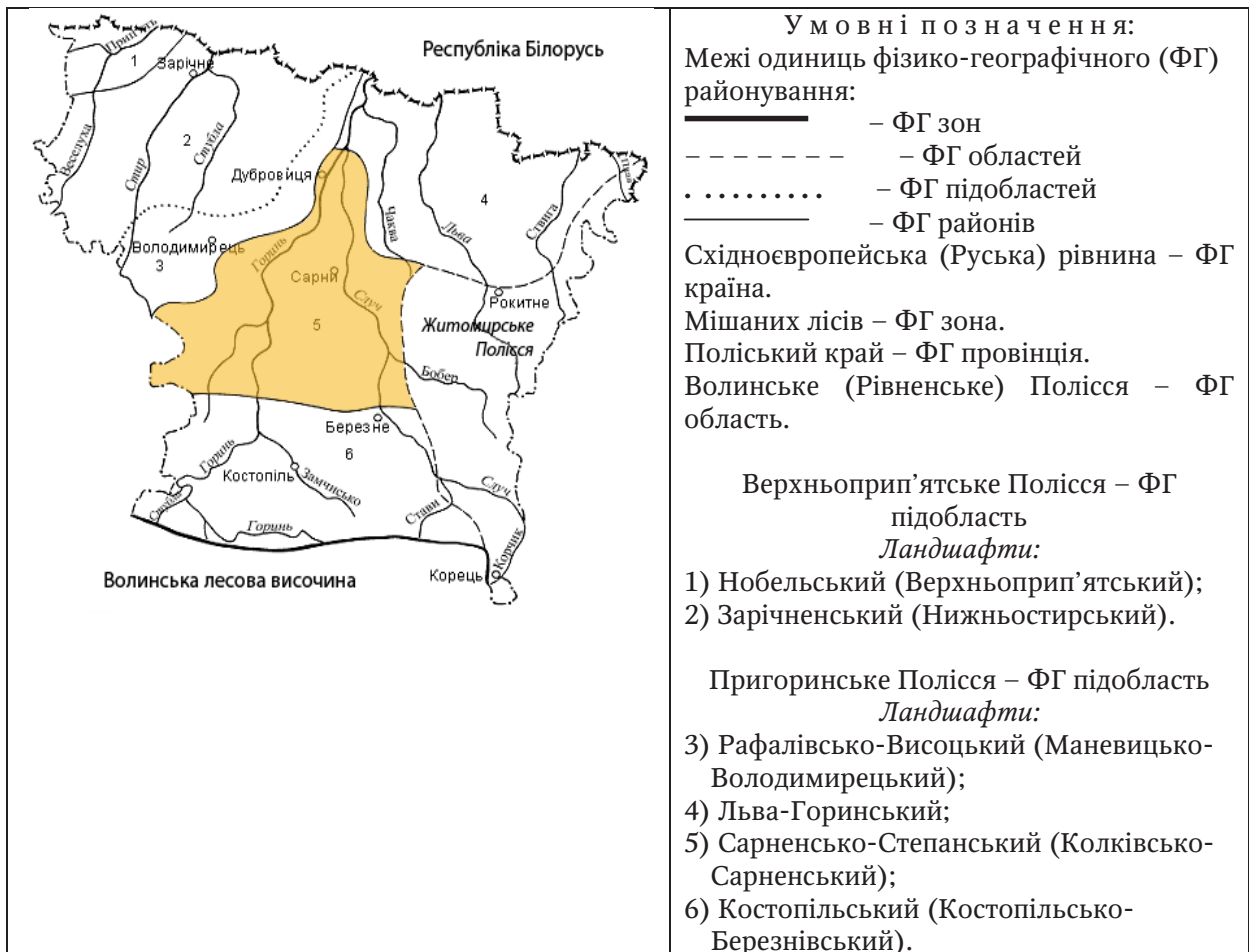 Республіка Білорусь
Прип'ять
1
Зарічне
Веселуха
Стир
2
Стубла
Дубровиця
4
Чаква
Льва
Ствига
Володимирець
3
Горинь
Сарни
Случ
Рокитне
5
Житомирське
Полісся
Бобер
Березне
6
Горинь
Костопіль
Замчисько
Случ
Стави
Стубла
Горинь
Корчик
Корець
Волинська лесова височина
Умовні позначення:
Межі одиниць фізико-географічного (ФГ)
районування:
– ФГ зон
– ФГ областей
– ФГ підобластей
– ФГ районів
Східноєвропейська (Руська) рівнина – ФГ
країна.
Мішаних лісів – ФГ зона.
Поліський край – ФГ провінція.
Волинське (Рівненське) Полісся – ФГ
область.
Верхньоприп’ятське Полісся – ФГ
підобласть
Ландшафти:
1) Нобельський (Верхньоприп’ятський);
2) Зарічненський (Нижньостирський).
Пригоринське Полісся – ФГ підобласть
Ландшафти:
3) Рафалівсько-Висоцький (Маневицько-
Володимирецький);
4) Льва-Горинський;
5) Сарненсько-Степанський (Колківсько-
Сарненський);
6) Костопільський (Костопільсько-
Березнівський).